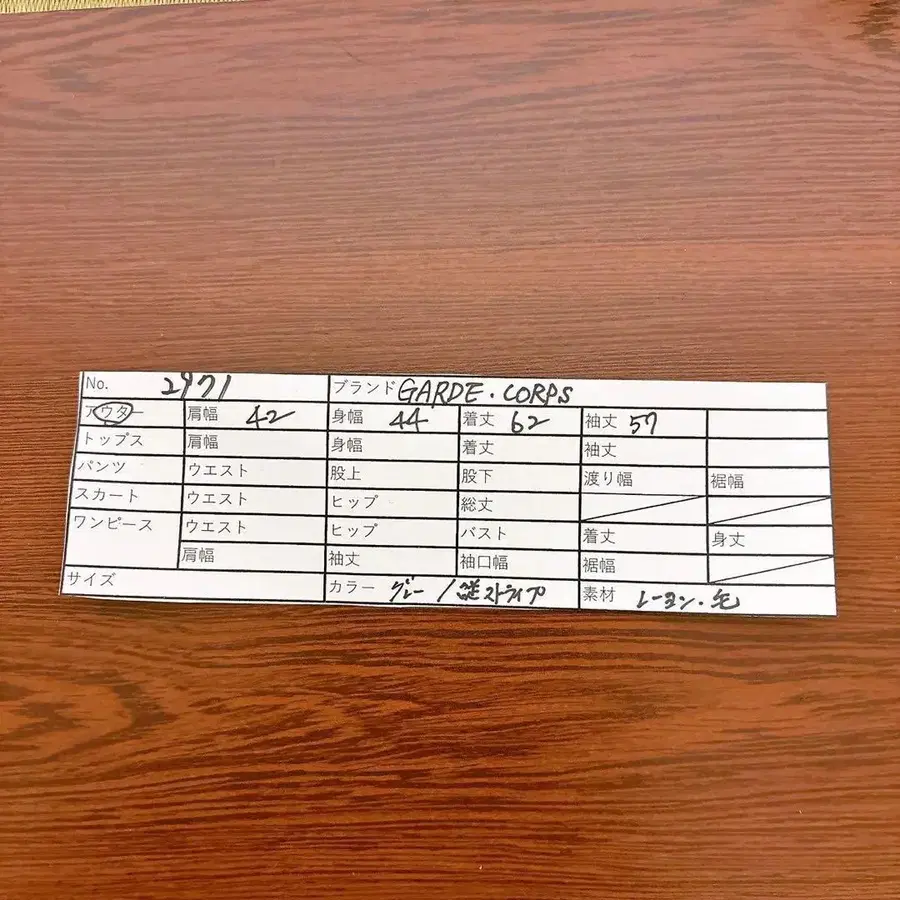 No. 2971 ブランド GARDE・CORPS
アウター 肩幅 42 身幅 44 着丈 62 袖丈 57
トップス 肩幅 身幅 着丈 袖丈
パンツ ウエスト 股上 股下 渡り幅 裾幅
スカート ウエスト ヒップ 総丈
ワンピース ウエスト ヒップ バスト 着丈 身丈
肩幅 袖丈 袖口幅 裾幅
サイズ カラー グレー / 縦ストライプ 素材 レーヨン・毛